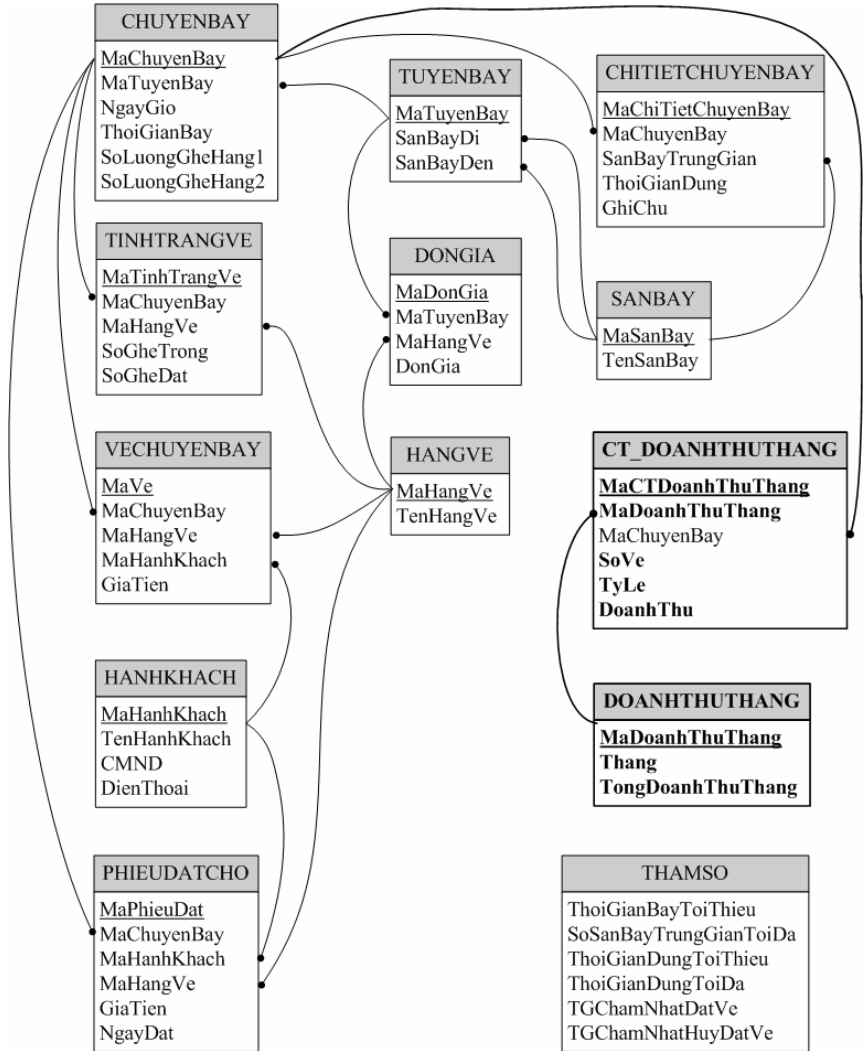 CHUYENBAY
MaChuyenBay
MaTuyenBay
NgayGio
ThoiGianBay
SoLuongGheHang1
SoLuongGheHang2
TUYENBAY
MaTuyenBay
SanBayDi
SanBayDen
CHITIETCHUYENBAY
MaChiTietChuyenBay
MaChuyenBay
SanBayTrungGian
ThoiGianDung
GhiChu
TINHTRANGVE
MaTinhTrangVe
MaChuyenBay
MaHangVe
SoGheTrong
SoGheDat
DONGIA
MaDonGia
MaTuyenBay
MaHangVe
DonGia
SANBAY
MaSanBay
TenSanBay
VECHUYENBAY
MaVe
MaChuyenBay
MaHangVe
MaHanhKhach
GiaTien
HANGVE
MaHangVe
TenHangVe
CT_DOANHTHUTHANG
MaCTDoanhThuThang
MaDoanhThuThang
MaChuyenBay
SoVe
TyLe
DoanhThu
HANHKHACH
MaHanhKhach
TenHanhKhach
CMND
DienThoai
DOANHTHUTHANG
MaDoanhThuThang
Thang
TongDoanhThuThang
PHIEUDATCHO
MaPhieuDat
MaChuyenBay
MaHanhKhach
MaHangVe
GiaTien
NgayDat
THAMSO
ThoiGianBayToiThieu
SoSanBayTrungGianToiDa
ThoiGianDungToiThieu
ThoiGianDungToiDa
TGChamNhatDatVe
TGChamNhatHuyDatVe